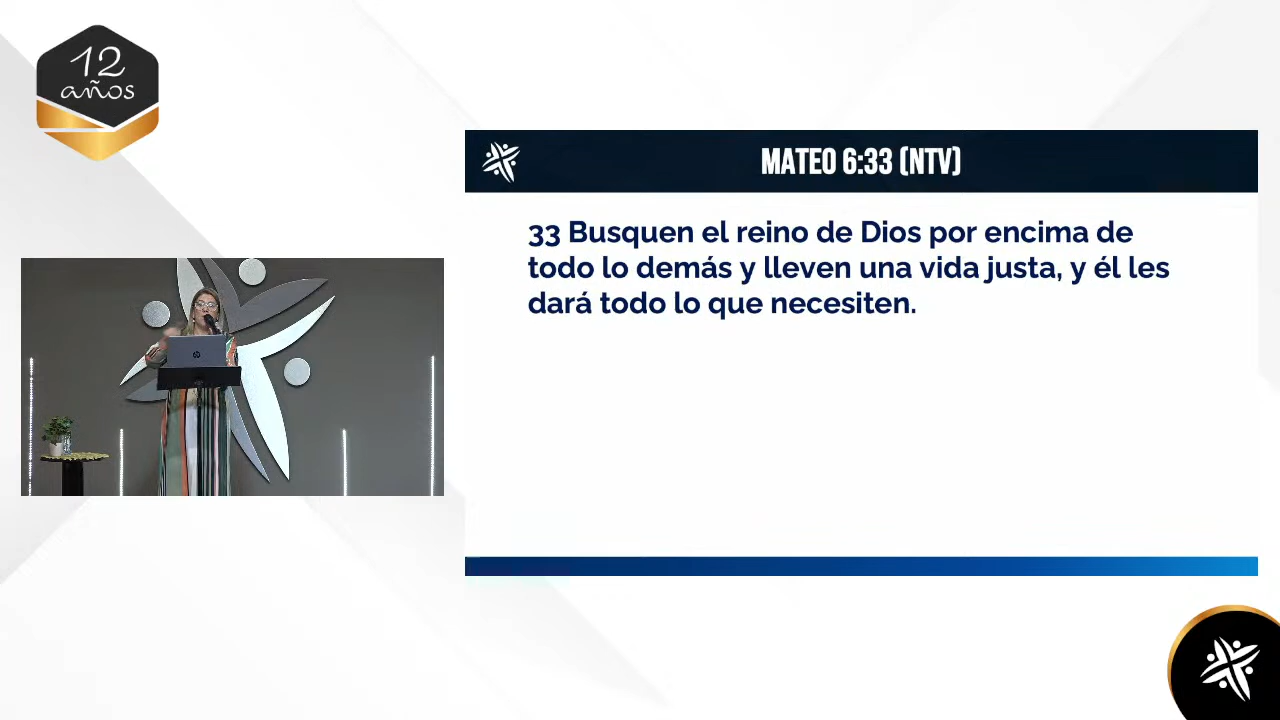 12
años
MATEO 6:33 (NTV)
33 Busquen el reino de Dios por encima de
todo lo demás y lleven una vida justa, y él les
dará todo lo que necesiten.